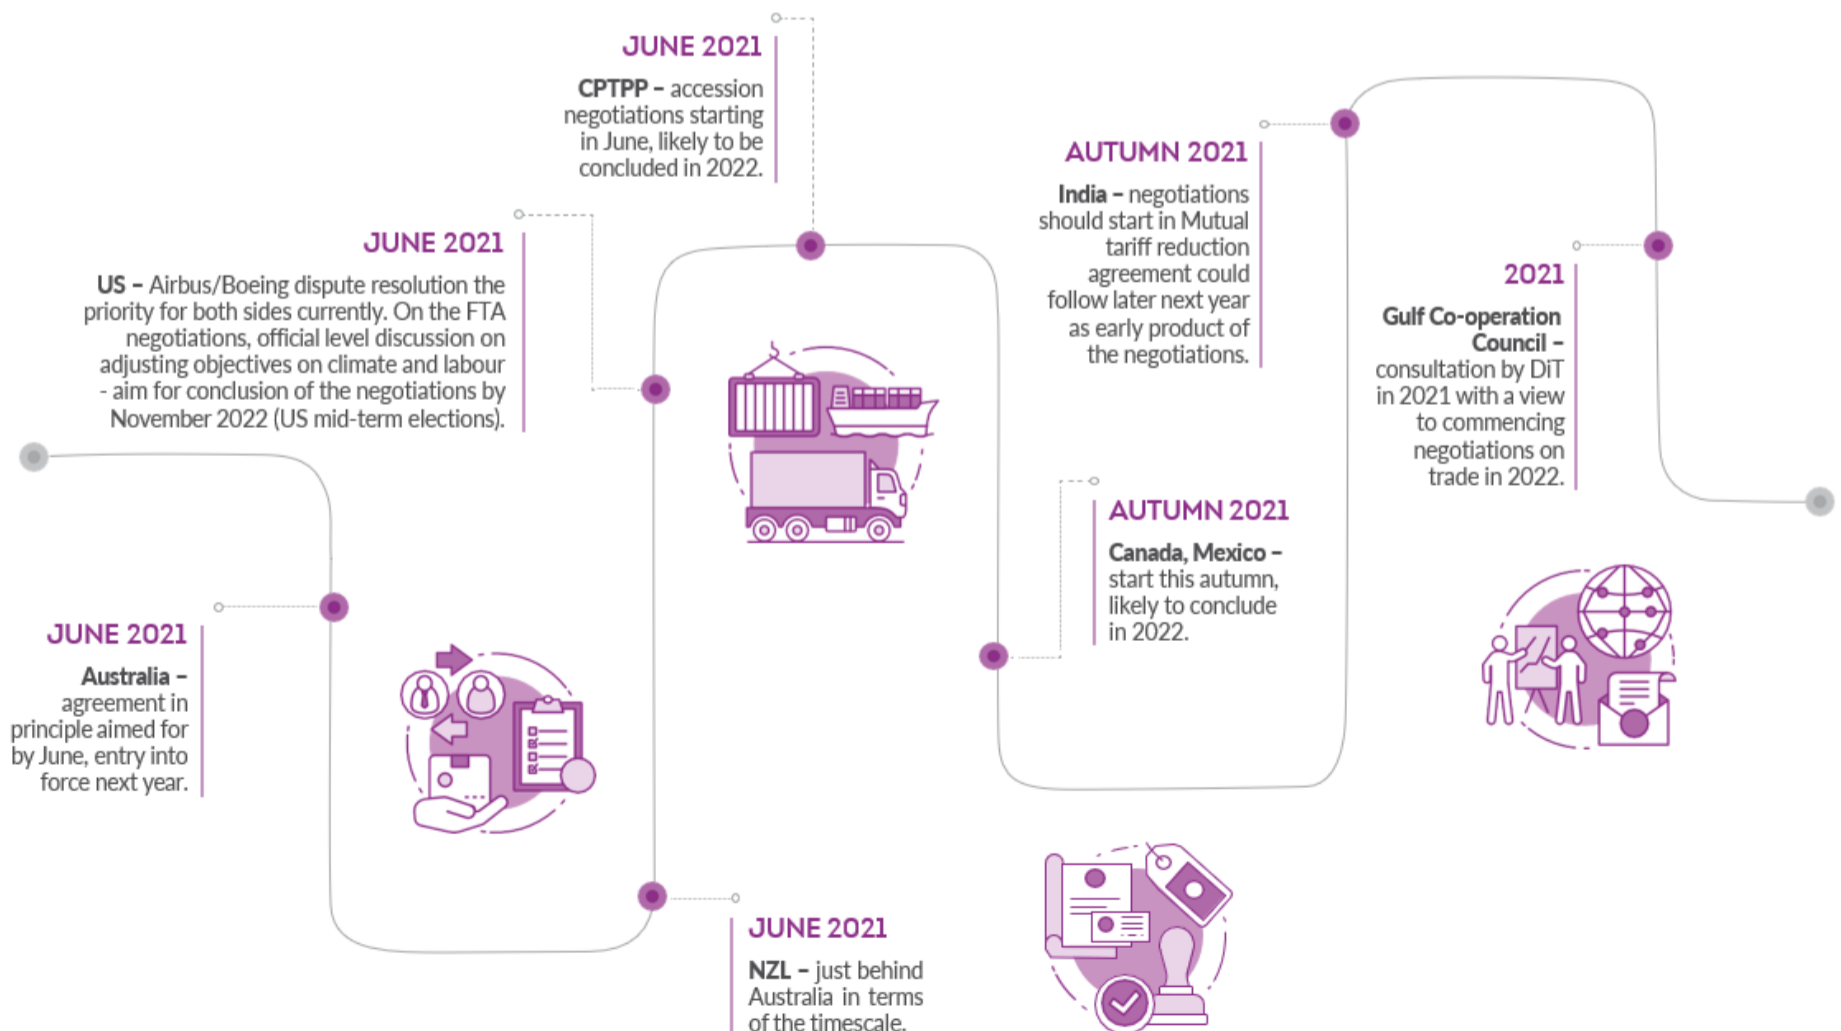 JUNE 2021
Australia –
agreement in
principle aimed for
by June, entry into
force next year.
JUNE 2021
NZL – just behind
Australia in terms
of the timescale.
JUNE 2021
US – Airbus/Boeing dispute resolution the
priority for both sides currently. On the FTA
negotiations, official level discussion on
adjusting objectives on climate and labour
- aim for conclusion of the negotiations by
November 2022 (US mid-term elections).
JUNE 2021
CPTPP – accession
negotiations starting
in June, likely to be
concluded in 2022.
AUTUMN 2021
Canada, Mexico –
start this autumn,
likely to conclude
in 2022.
AUTUMN 2021
India – negotiations
should start in Mutual
tariff reduction
agreement could
follow later next year
as early product of
the negotiations.
2021
Gulf Co-operation
Council –
consultation by DiT
in 2021 with a view
to commencing
negotiations on
trade in 2022.